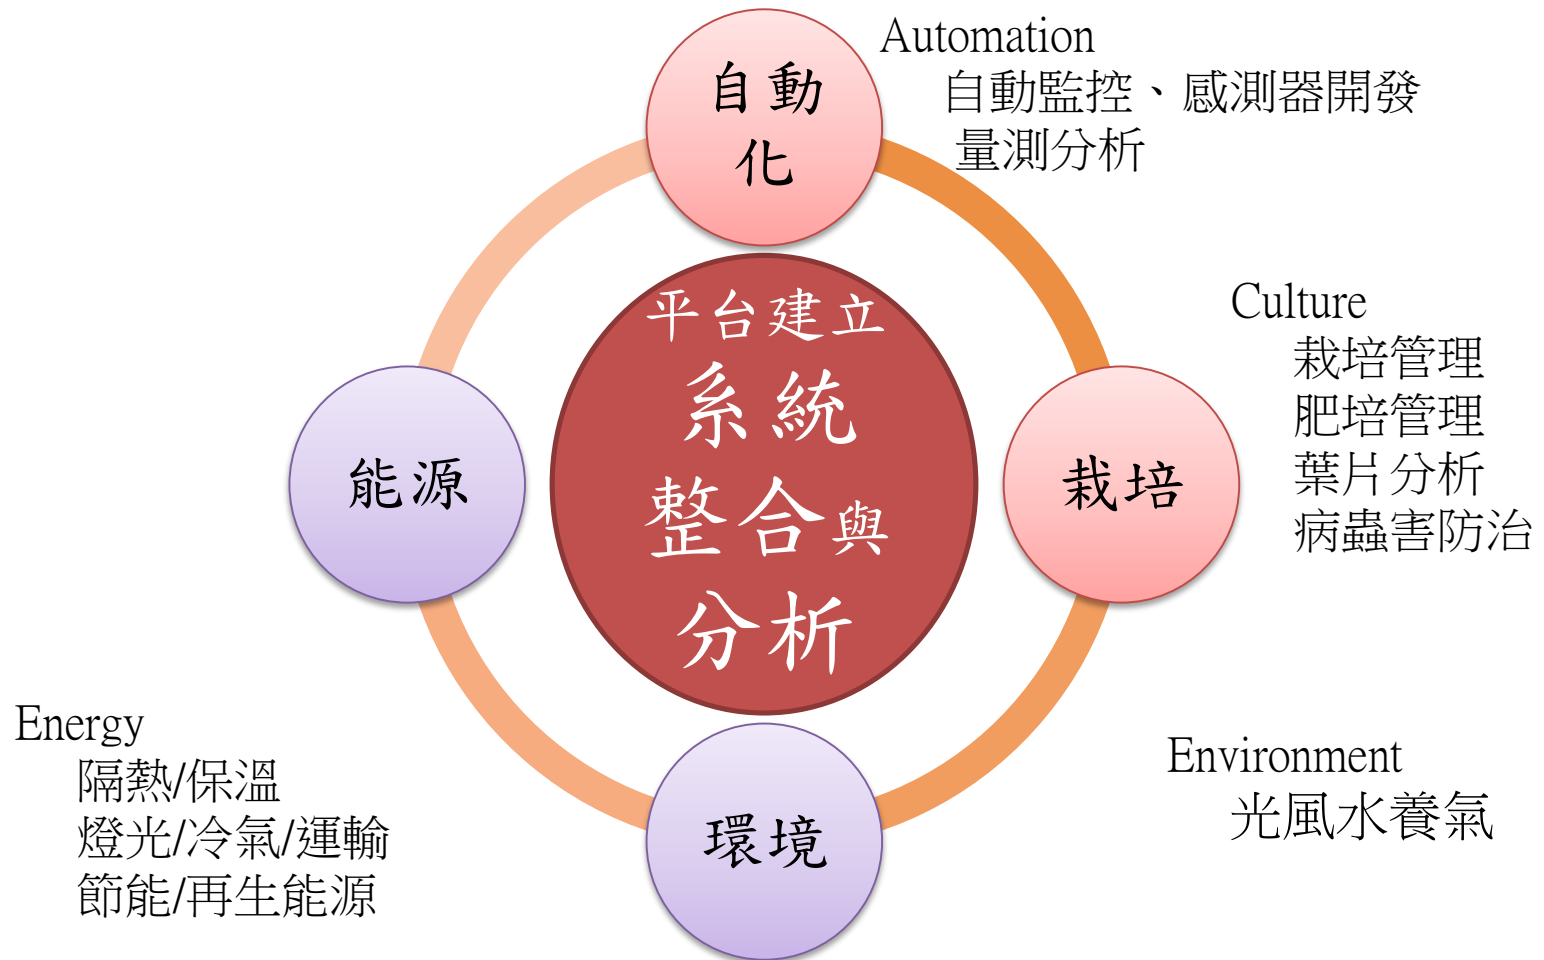 自動
化
Automation
自動監控、感測器開發
量測分析
平台建立
系統
整合與
分析
Culture
栽培管理
肥培管理
葉片分析
病蟲害防治
能源
栽培
Energy
隔熱/保溫
燈光/冷氣/運輸
節能/再生能源
環境
Environment
光風水養氣